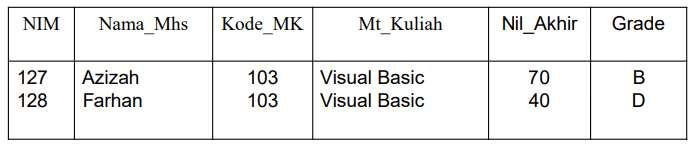 NIM Nama_Mhs Kode_MK Mt_Kuliah Nil_Akhir Grade
127 Azizah 103 Visual Basic 70 B
128 Farhan 103 Visual Basic 40 D